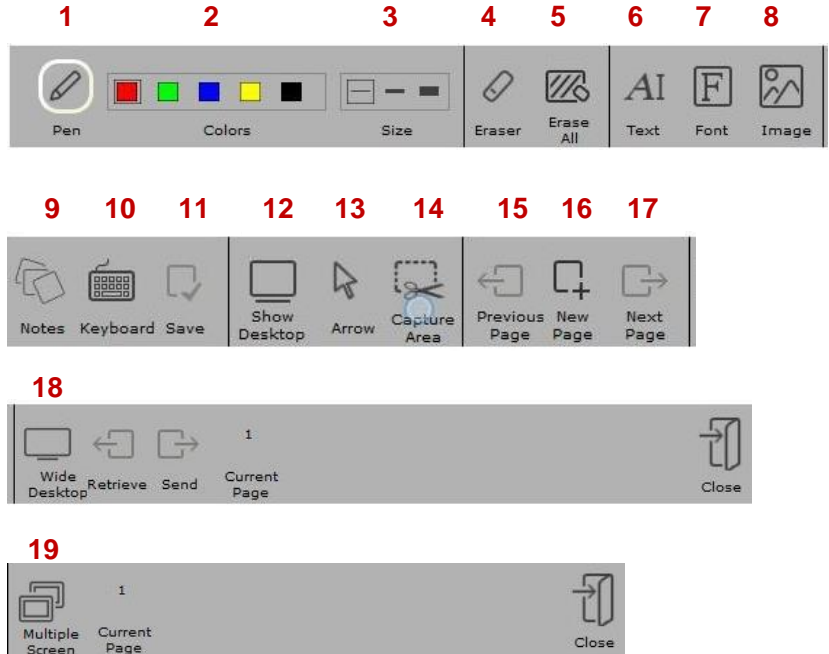 1 2 3 4 5 6 7 8
Pen Colors Size Eraser Erase All Text Font Image
9 10 11 12 13 14 15 16 17
Notes Keyboard Save Show Desktop Arrow Capture Area Previous Page New Page Next Page
18
1
Wide Desktop Retrieve Send Current Page Close
19
1
Multiple Screen Current Page Close